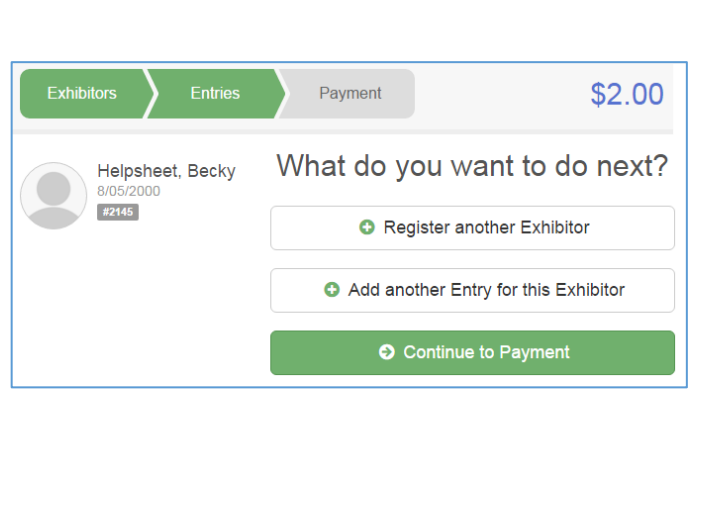 Exhibitors
Entries
Payment
$2.00
Helpsheet, Becky
8/05/2000
#2145
What do you want to do next?
Register another Exhibitor
Add another Entry for this Exhibitor
Continue to Payment